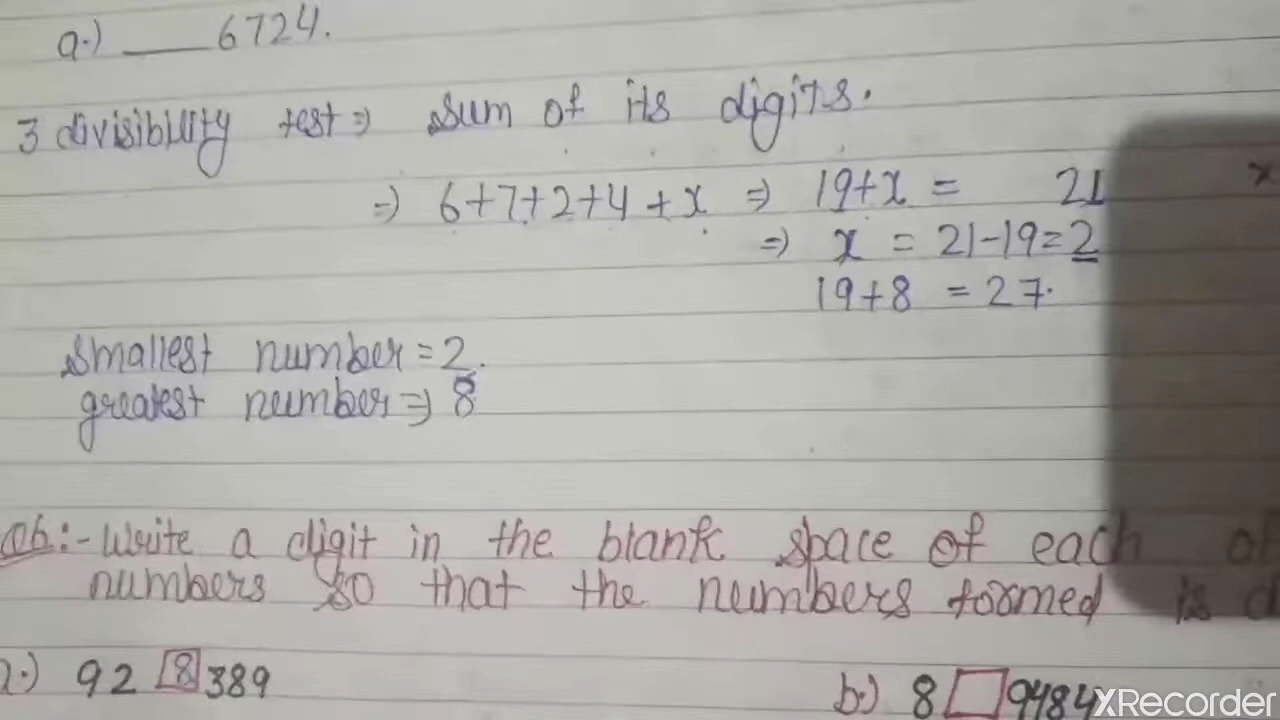 a.) ___ 6724.
3 divisibility test ⇒ sum of its digits.
⇒ 6+7+2+4+x ⇒ 19+x = 21
⇒ x = 21-19=2
19+8 = 27.
smallest number = 2.
greatest number ⇒ 8
Q6:- Write a digit in the blank space of each of
numbers so that the numbers formed is d
a.) 92 8 389
b.) 8 □ 9484
XRecorder